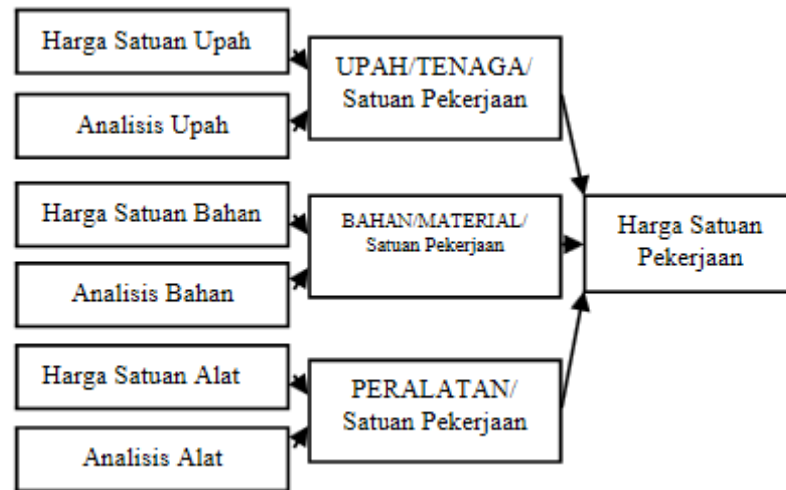 Harga Satuan Upah
Analisis Upah
UPAH/TENAGA/
Satuan Pekerjaan
Harga Satuan Bahan
Analisis Bahan
BAHAN/MATERIAL/
Satuan Pekerjaan
Harga Satuan Alat
Analisis Alat
PERALATAN/
Satuan Pekerjaan
Harga Satuan
Pekerjaan